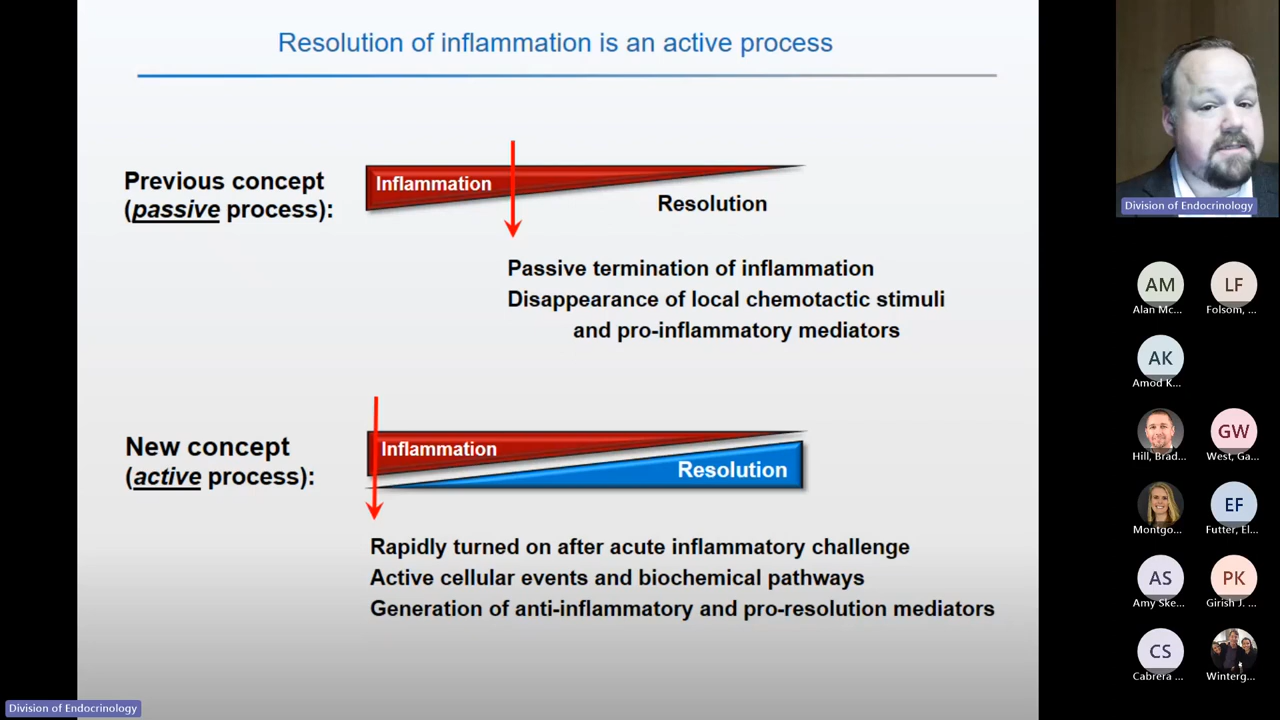 Resolution of inflammation is an active process
Previous concept
(passive process):
Inflammation
Resolution
Passive termination of inflammation
Disappearance of local chemotactic stimuli
and pro-inflammatory mediators
New concept
(active process):
Inflammation
Resolution
Rapidly turned on after acute inflammatory challenge
Active cellular events and biochemical pathways
Generation of anti-inflammatory and pro-resolution mediators
Division of Endocrinology
Division of Endocrinology
AM
Alan Mc...
LF
Folsom, ...
AK
Amod K...
Hill, Brad...
GW
West, Ga...
Montgo...
EF
Futter, El...
AS
Amy Ske...
PK
Girish J. ...
CS
Cabrera ...
Winterg...